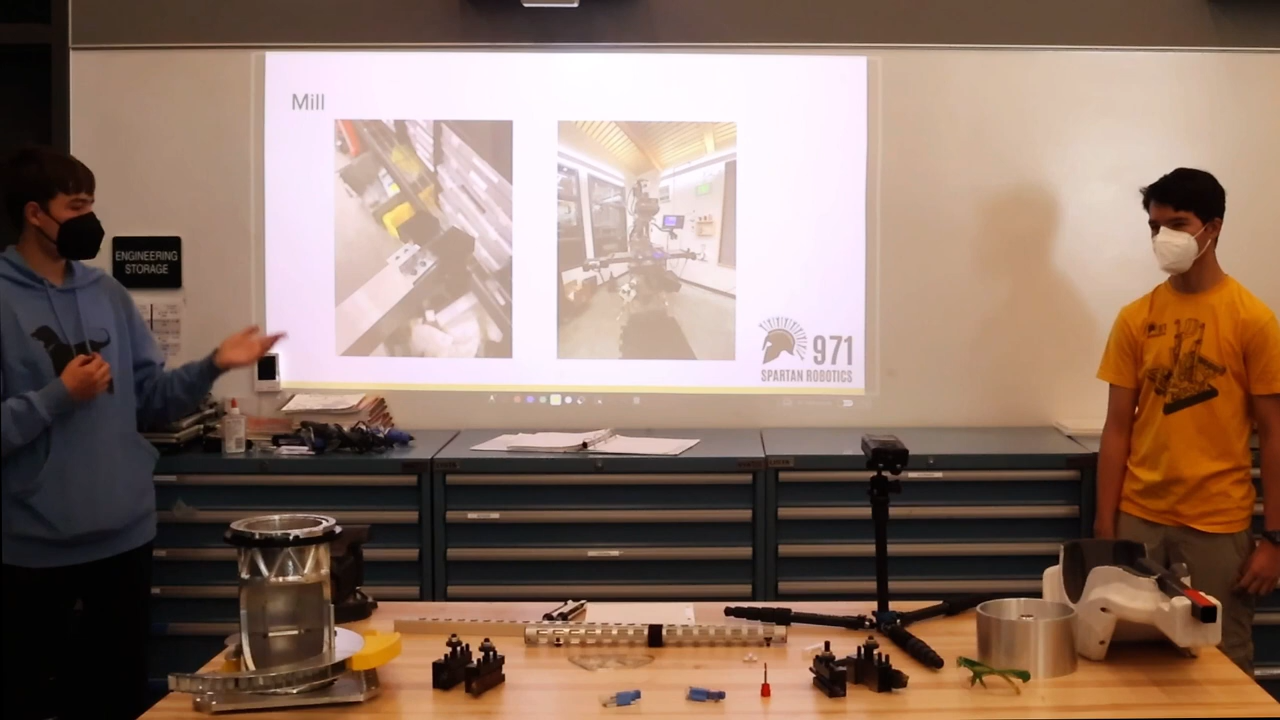 Mill
ENGINEERING
STORAGE
971
SPARTAN ROBOTICS